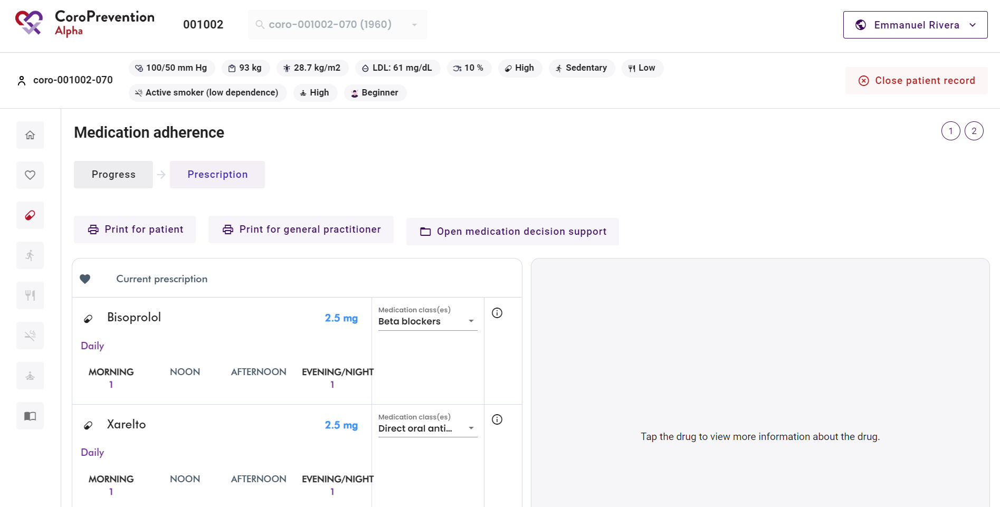 CoroPrevention
Alpha
001002
coro-001002-070 (1960)
Emmanuel Rivera
coro-001002-070
100/50 mm Hg
93 kg
28.7 kg/m2
LDL: 61 mg/dL
10 %
High
Sedentary
Low
Active smoker (low dependence)
High
Beginner
Close patient record
Medication adherence
1
2
Progress
Prescription
Print for patient
Print for general practitioner
Open medication decision support
Current prescription
Bisoprolol
2.5 mg
Medication class(es)
Beta blockers
Daily
MORNING
NOON
AFTERNOON
EVENING/NIGHT
1
1
Xarelto
2.5 mg
Medication class(es)
Direct oral anti...
Daily
MORNING
NOON
AFTERNOON
EVENING/NIGHT
1
1
Tap the drug to view more information about the drug.